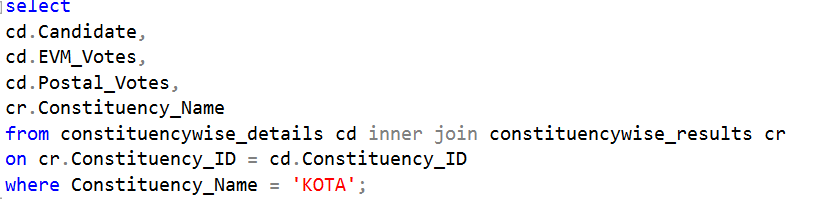 select
cd.Candidate,
cd.EVM_Votes,
cd.Postal_Votes,
cr.Constituency_Name
from constituencywise_details cd inner join constituencywise_results cr
on cr.Constituency_ID = cd.Constituency_ID
where Constituency_Name = 'KOTA';